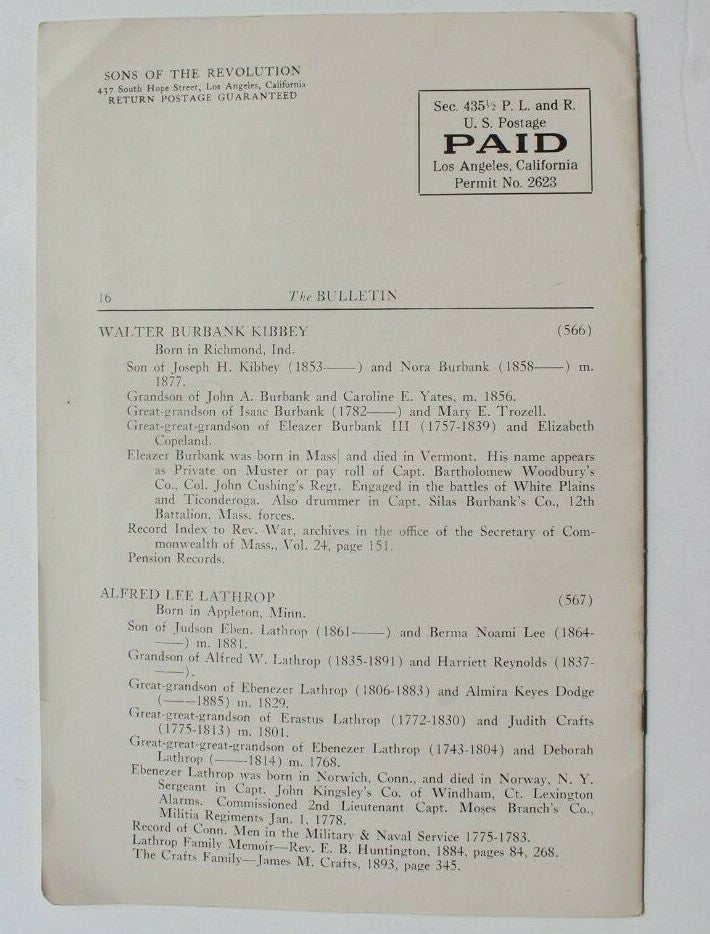 SONS OF THE REVOLUTION
437 South Hope Street, Los Angeles, California
RETURN POSTAGE GUARANTEED
Sec. 435½ P. L. and R.
U. S. Postage
PAID
Los Angeles, California
Permit No. 2623
16 The BULLETIN
WALTER BURBANK KIBBEY (566)
Born in Richmond, Ind.
Son of Joseph H. Kibbey (1853——) and Nora Burbank (1858——) m.
1877.
Grandson of John A. Burbank and Caroline E. Yates, m. 1856.
Great-grandson of Isaac Burbank (1782——) and Mary E. Trozell.
Great-great-grandson of Eleazer Burbank III (1757-1839) and Elizabeth
Copeland.
Eleazer Burbank was born in Mass| and died in Vermont. His name appears
as Private on Muster or pay roll of Capt. Bartholomew Woodbury's
Co., Col. John Cushing's Regt. Engaged in the battles of White Plains
and Ticonderoga. Also drummer in Capt. Silas Burbank's Co., 12th
Battalion, Mass. forces.
Record Index to Rev. War, archives in the office of the Secretary of Com-
monwealth of Mass., Vol. 24, page 151.
Pension Records.
ALFRED LEE LATHROP (567)
Born in Appleton, Minn.
Son of Judson Eben. Lathrop (1861-——) and Berma Noami Lee (1864-
——) m. 1881.
Grandson of Alfred W. Lathrop (1835-1891) and Harriett Reynolds (1837-
——).
Great-grandson of Ebenezer Lathrop (1806-1883) and Almira Keyes Dodge
(——-1885) m. 1829.
Great-great-grandson of Erastus Lathrop (1772-1830) and Judith Crafts
(1775-1813) m. 1801.
Great-great-great-grandson of Ebenezer Lathrop (1743-1804) and Deborah
Lathrop (——-1814) m. 1768.
Ebenezer Lathrop was born in Norwich, Conn., and died in Norway, N. Y.
Sergeant in Capt. John Kingsley's Co. of Windham, Ct. Lexington
Alarms. Commissioned 2nd Lieutenant Capt. Moses Branch's Co.,
Militia Regiments Jan. 1, 1778.
Record of Conn. Men in the Military & Naval Service 1775-1783.
Lathrop Family Memoir—Rev. E. B. Huntington, 1884, pages 84, 268.
The Crafts Family—James M. Crafts, 1893, page 345.